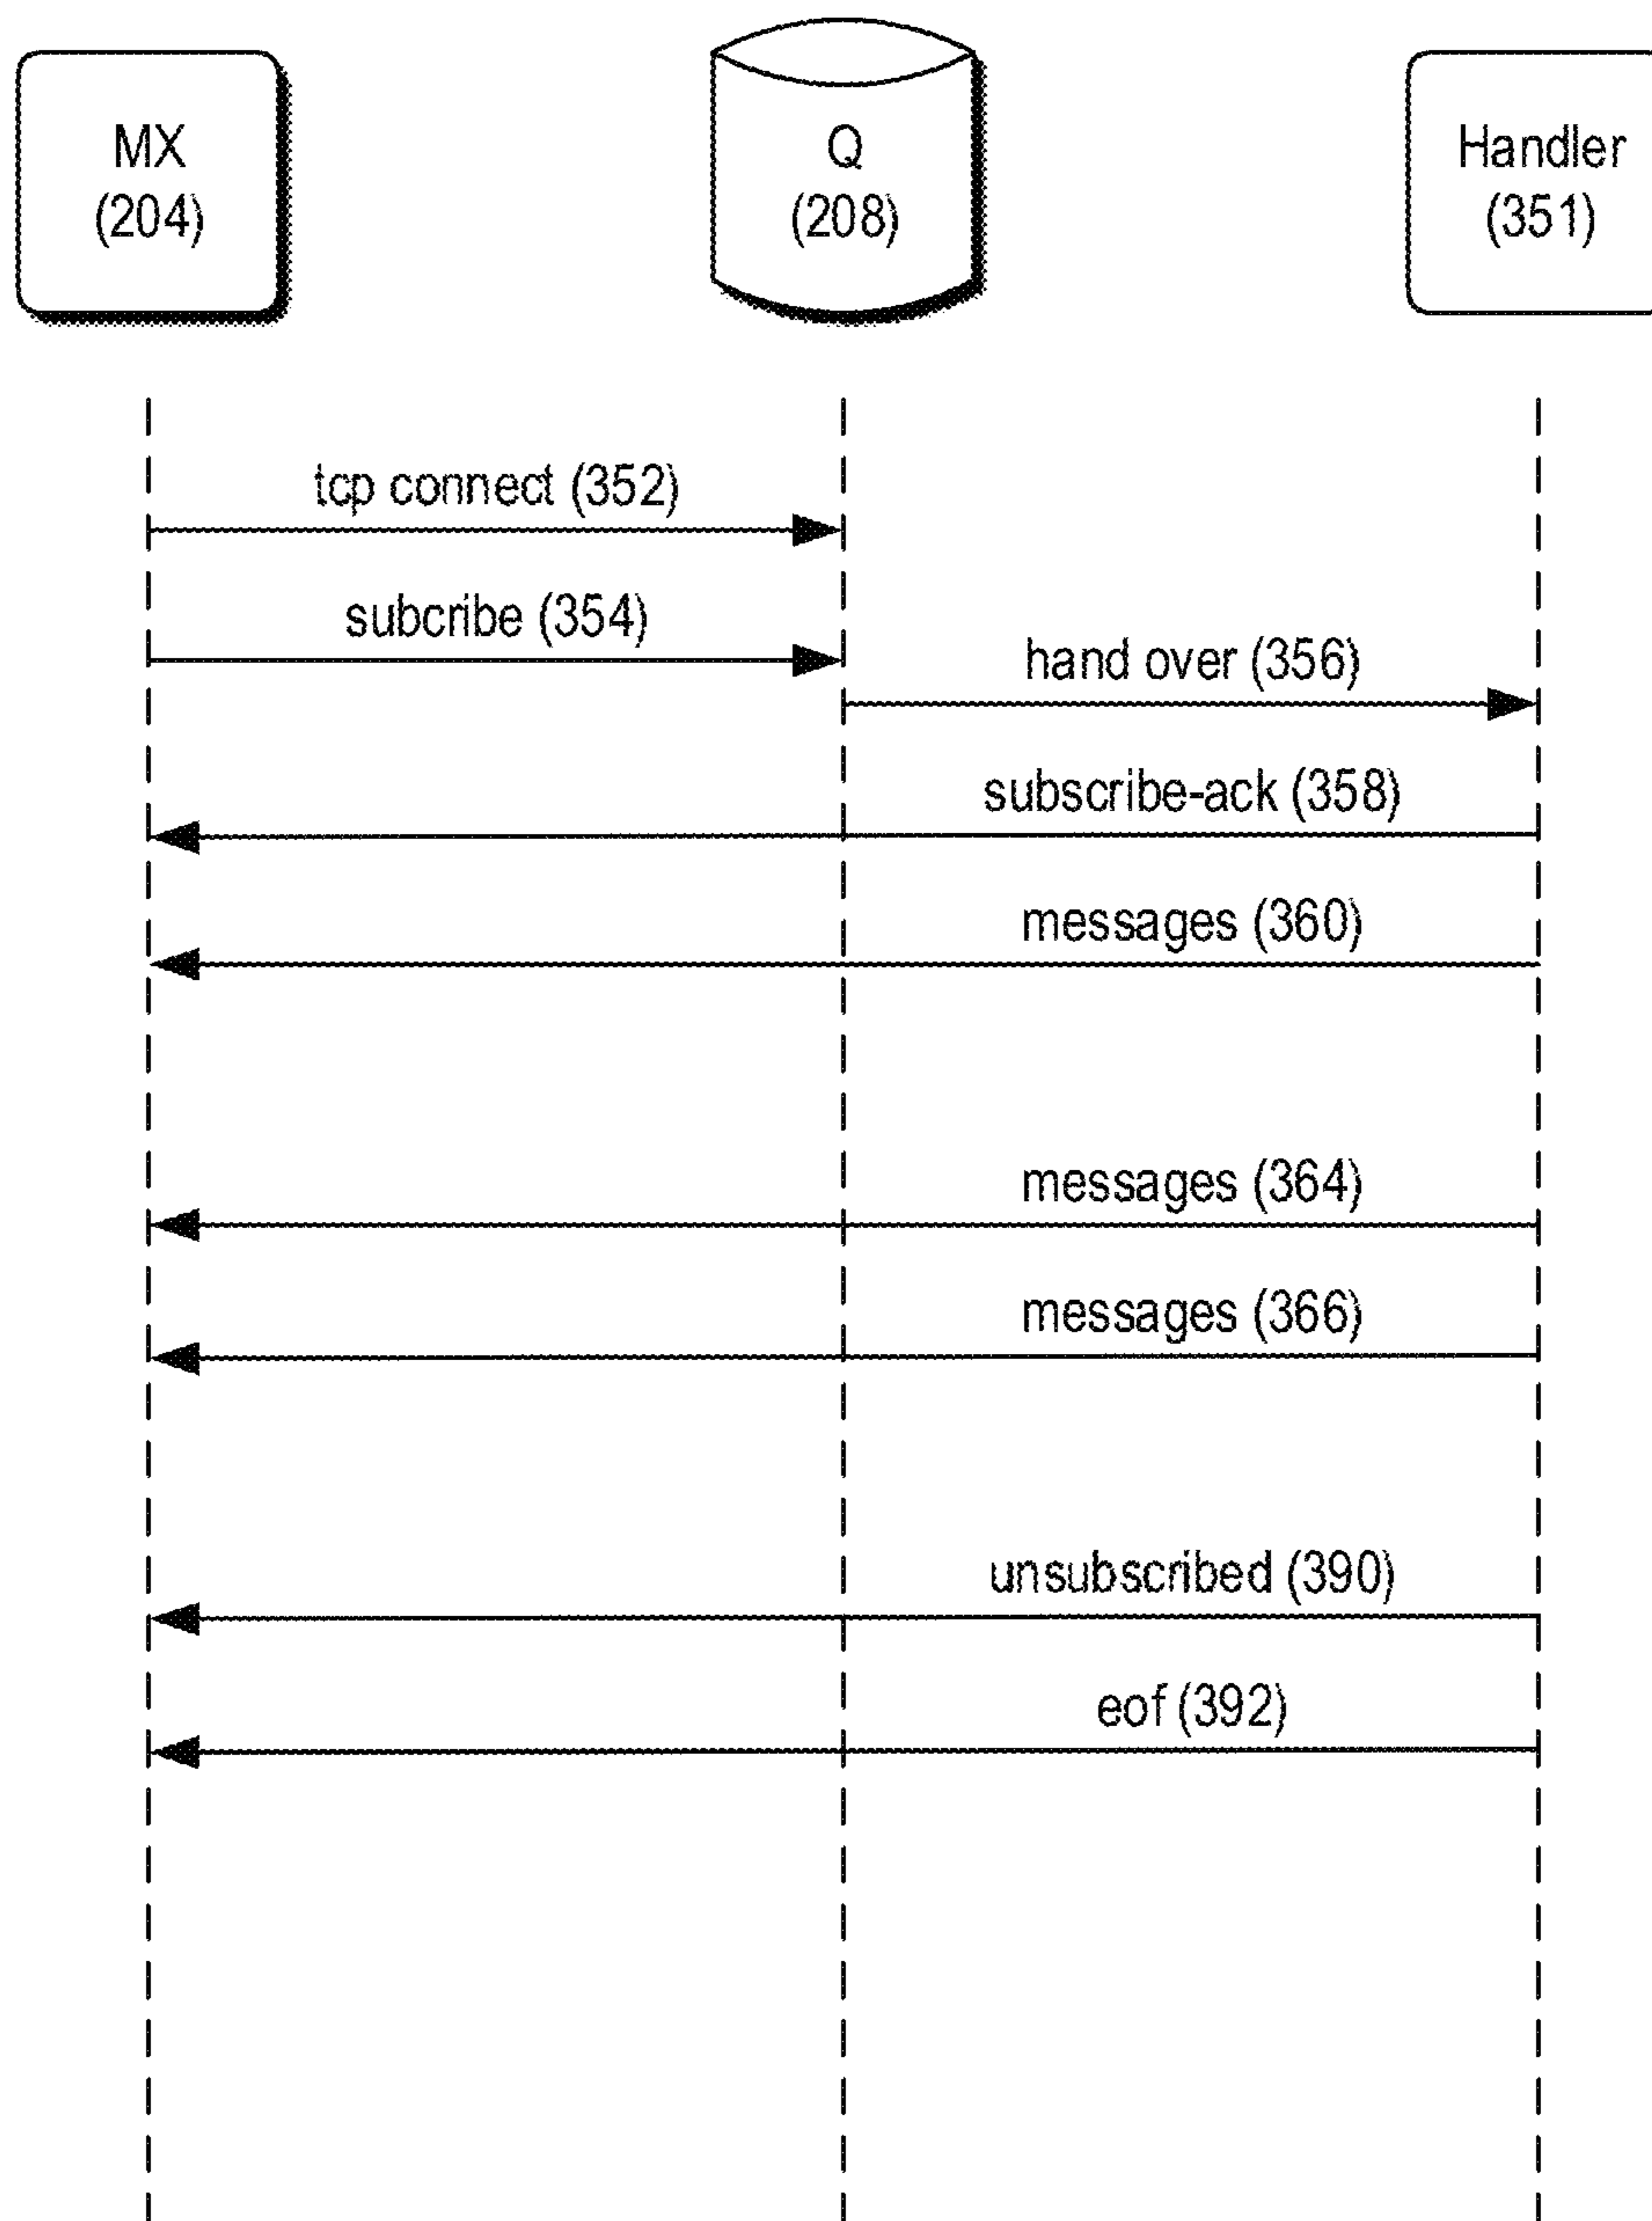 MX
(204)
Q
(208)
Handler
(351)
tcp connect (352)
subcribe (354)
hand over (356)
subscribe-ack (358)
messages (360)
messages (364)
messages (366)
unsubscribed (390)
eof (392)